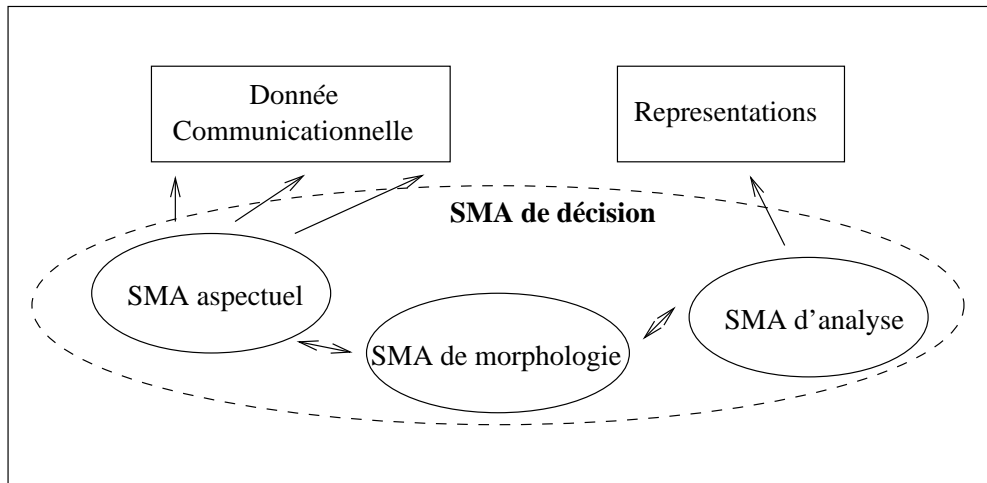 Donnée
Communicationnelle
Representations
SMA de décision
SMA aspectuel
SMA de morphologie
SMA d'analyse